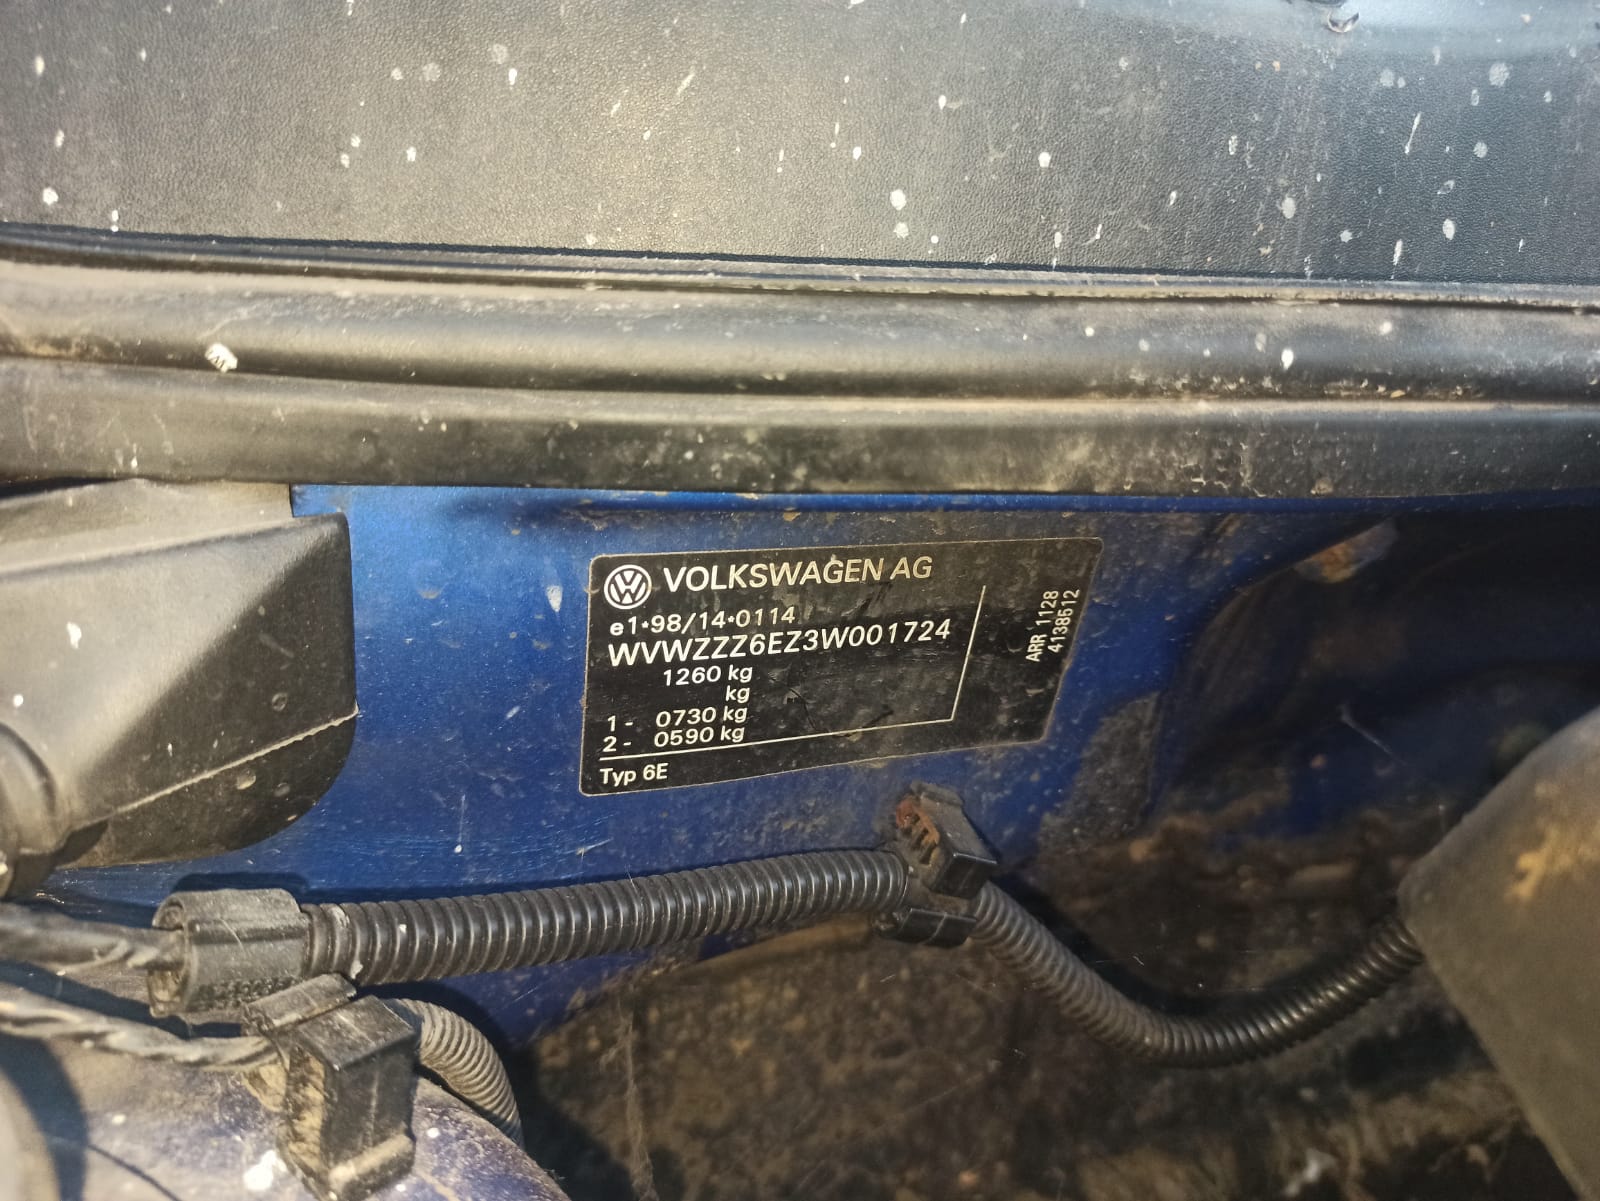 VOLKSWAGEN AG
e1*98/14*0114
WVWZZZ6EZ3W001724
1260 kg
kg
1 - 0730 kg
2 - 0590 kg
Typ 6E
ARR 1128
4138612